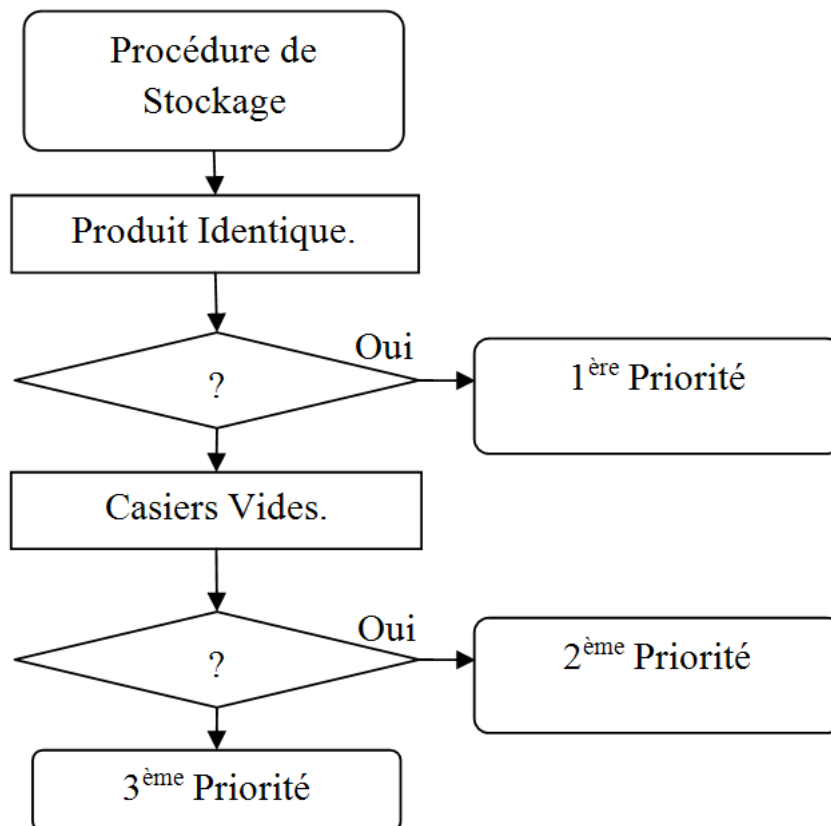 Procédure de
Stockage
Produit Identique.
?
Oui
1ère Priorité
Casiers Vides.
?
Oui
2ème Priorité
3ème Priorité